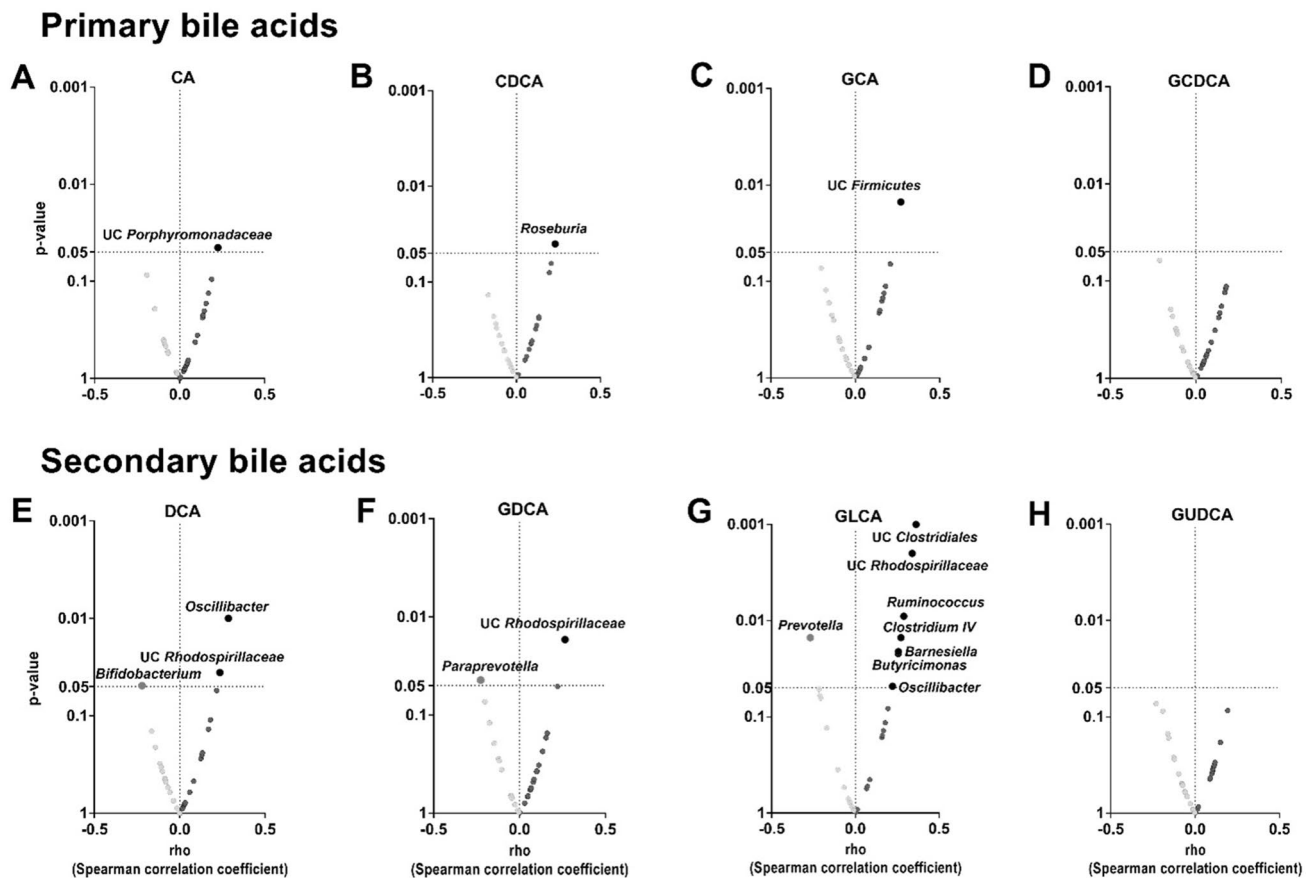 Primary bile acids
A
CA
0.001
0.01
0.05
0.1
1
p-value
UC Porphyromonadaceae
-0.5
0.0
0.5
B
CDCA
0.001
0.01
0.05
0.1
1
Roseburia
-0.5
0.0
0.5
C
GCA
0.001
0.01
0.05
0.1
1
UC Firmicutes
-0.5
0.0
0.5
D
GCDCA
0.001
0.01
0.05
0.1
1
-0.5
0.0
0.5
Secondary bile acids
E
DCA
0.001
0.01
0.05
0.1
1
p-value
Oscillibacter
UC Rhodospirillaceae
Bifidobacterium
-0.5
0.0
0.5
rho
(Spearman correlation coefficient)
F
GDCA
0.001
0.01
0.05
0.1
1
UC Rhodospirillaceae
Paraprevotella
-0.5
0.0
0.5
rho
(Spearman correlation coefficient)
G
GLCA
0.001
0.01
0.05
0.1
1
UC Clostridiales
UC Rhodospirillaceae
Ruminococcus
Prevotella
Clostridium IV
Barnesiella
Butyricimonas
Oscillibacter
-0.5
0.0
0.5
rho
(Spearman correlation coefficient)
H
GUDCA
0.001
0.01
0.05
0.1
1
-0.5
0.0
0.5
rho
(Spearman correlation coefficient)